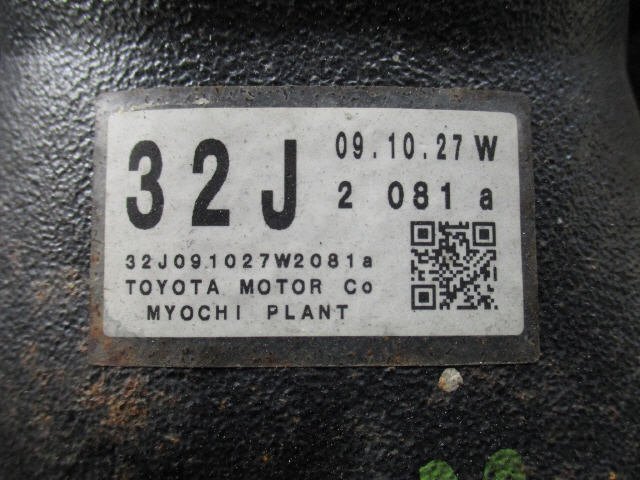 32J 09.10.27 W
2 081 a
32J091027W2081a
TOYOTA MOTOR Co
MYOCHI PLANT